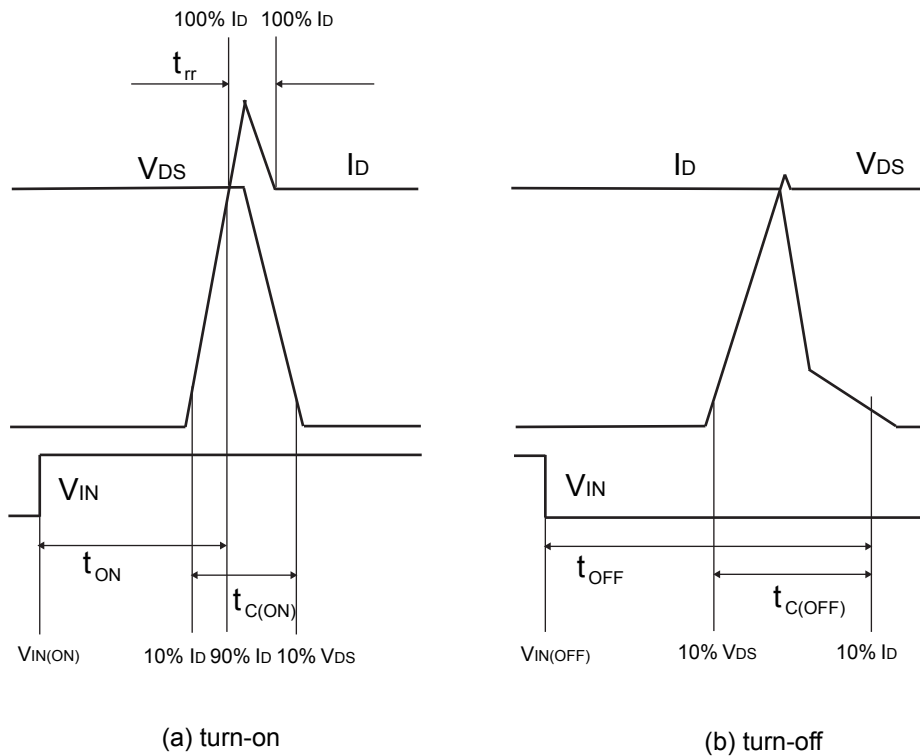 100% ID 100% ID
trr
VDS ID
ID VDS
VIN
VIN
tON
tOFF
tC(ON)
tC(OFF)
VIN(ON) 10% ID 90% ID 10% VDS
VIN(OFF) 10% VDS 10% ID
(a) turn-on
(b) turn-off